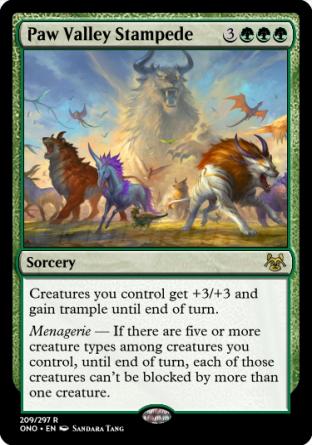 Paw Valley Stampede 3
Sorcery
Creatures you control get +3/+3 and
gain trample until end of turn.
Menagerie — If there are five or more
creature types among creatures you
control, until end of turn, each of those
creatures can't be blocked by more than
one creature.
209/297 R
ONO • EN Sandara Tang